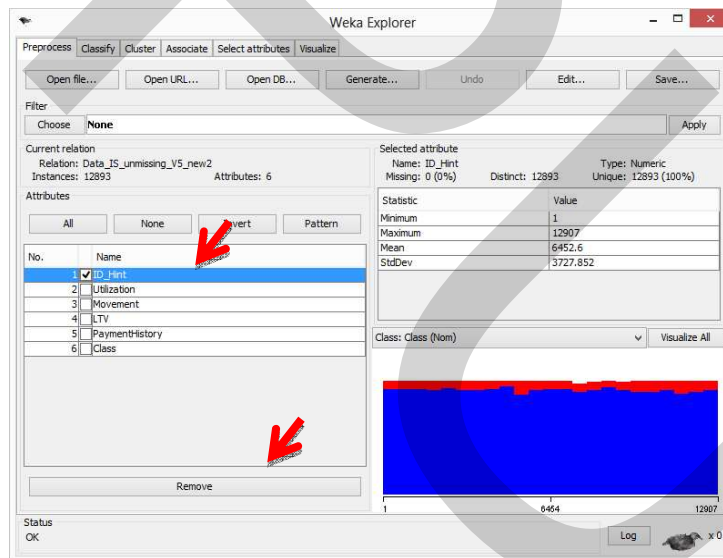 Weka Explorer
Preprocess Classify Cluster Associate Select attributes Visualize
Open file... Open URL... Open DB... Generate... Undo Edit... Save...
Filter
Choose None Apply
Current relation
Relation: Data_IS_unmissing_V5_new2
Instances: 12893 Attributes: 6
Attributes
All None Invert Pattern
No. Name
1 ID_Hint
2 Utilization
3 Movement
4 LTV
5 PaymentHistory
6 Class
Remove
Selected attribute
Name: ID_Hint Type: Numeric
Missing: 0 (0%) Distinct: 12893 Unique: 12893 (100%)
Statistic Value
Minimum 1
Maximum 12907
Mean 6452.6
StdDev 3727.852
Class: Class (Nom) Visualize All
1 6454 12907
Status
OK
Log x 0